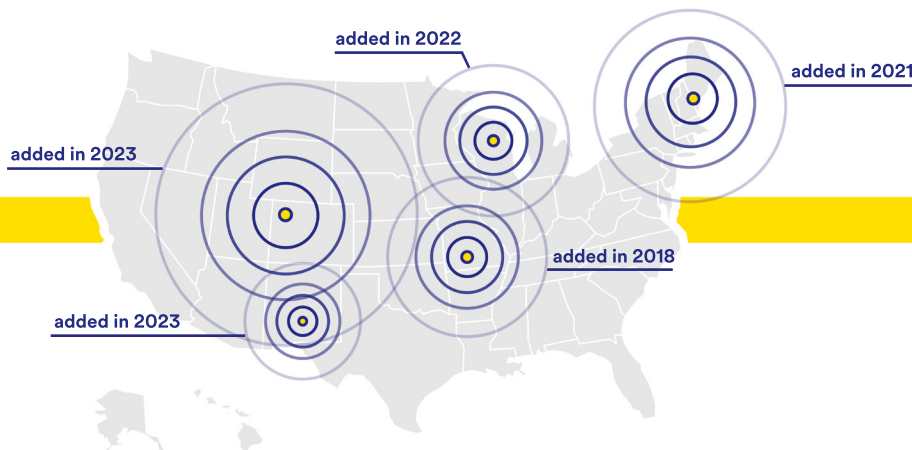 added in 2022
added in 2021
added in 2023
added in 2018
added in 2023